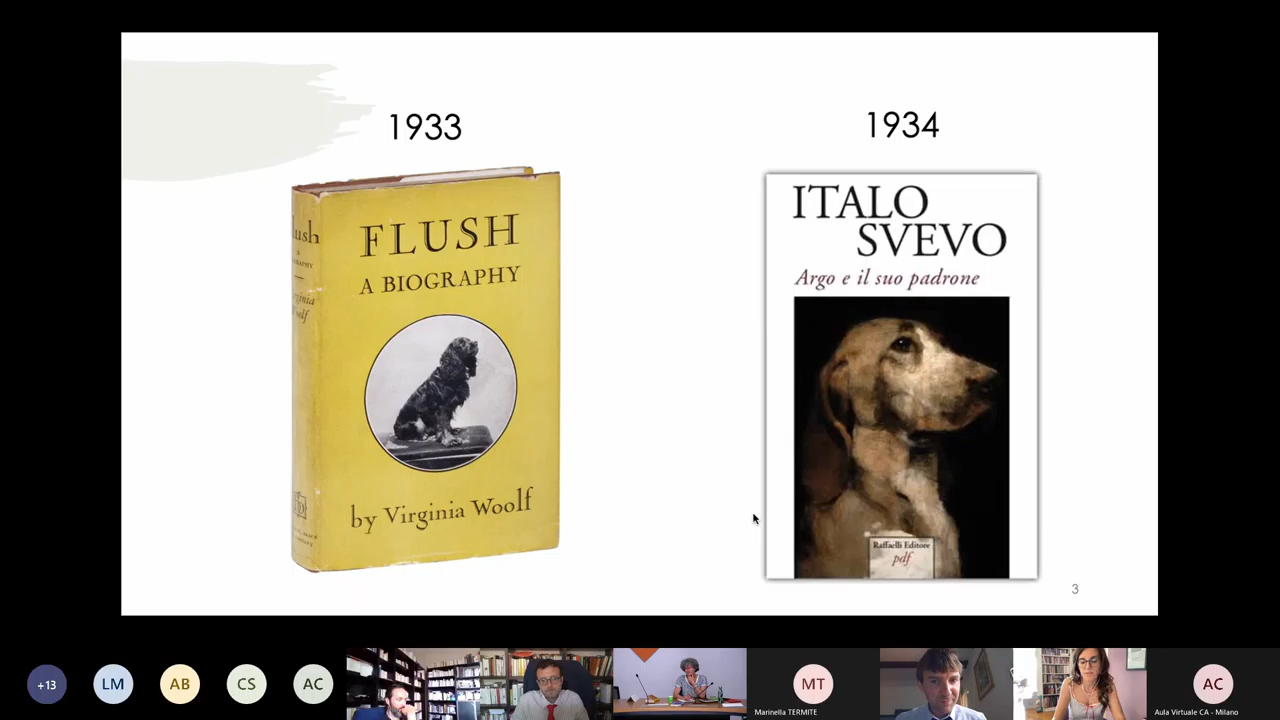 1933
1934
FLUSH
A BIOGRAPHY
by Virginia Woolf
ITALO
SVEVO
Argo e il suo padrone
Raffaelli Editore
pdf
3
+13
LM
AB
CS
AC
MT
Marinella TERMITE
AC
Aula Virtuale CA - Milano